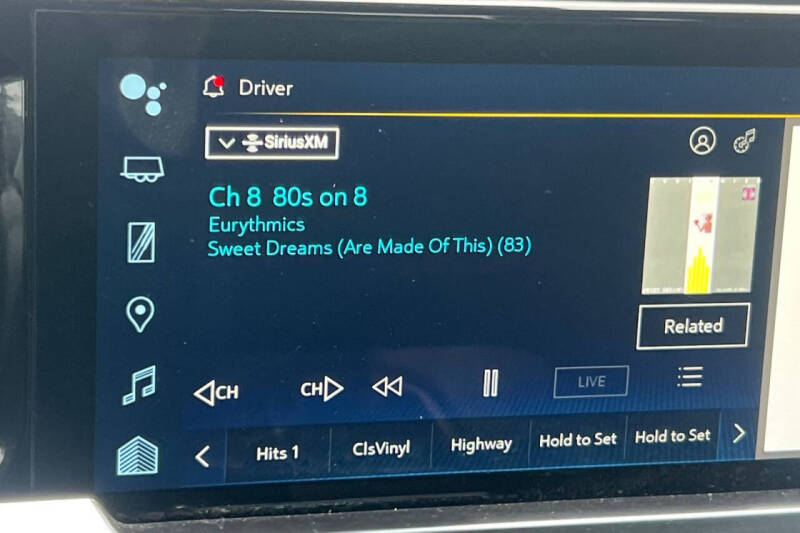 Driver
SiriusXM
Ch 8 80s on 8
Eurythmics
Sweet Dreams (Are Made Of This) (83)
Related
CH
CH
LIVE
Hits 1
ClsVinyl
Highway
Hold to Set
Hold to Set